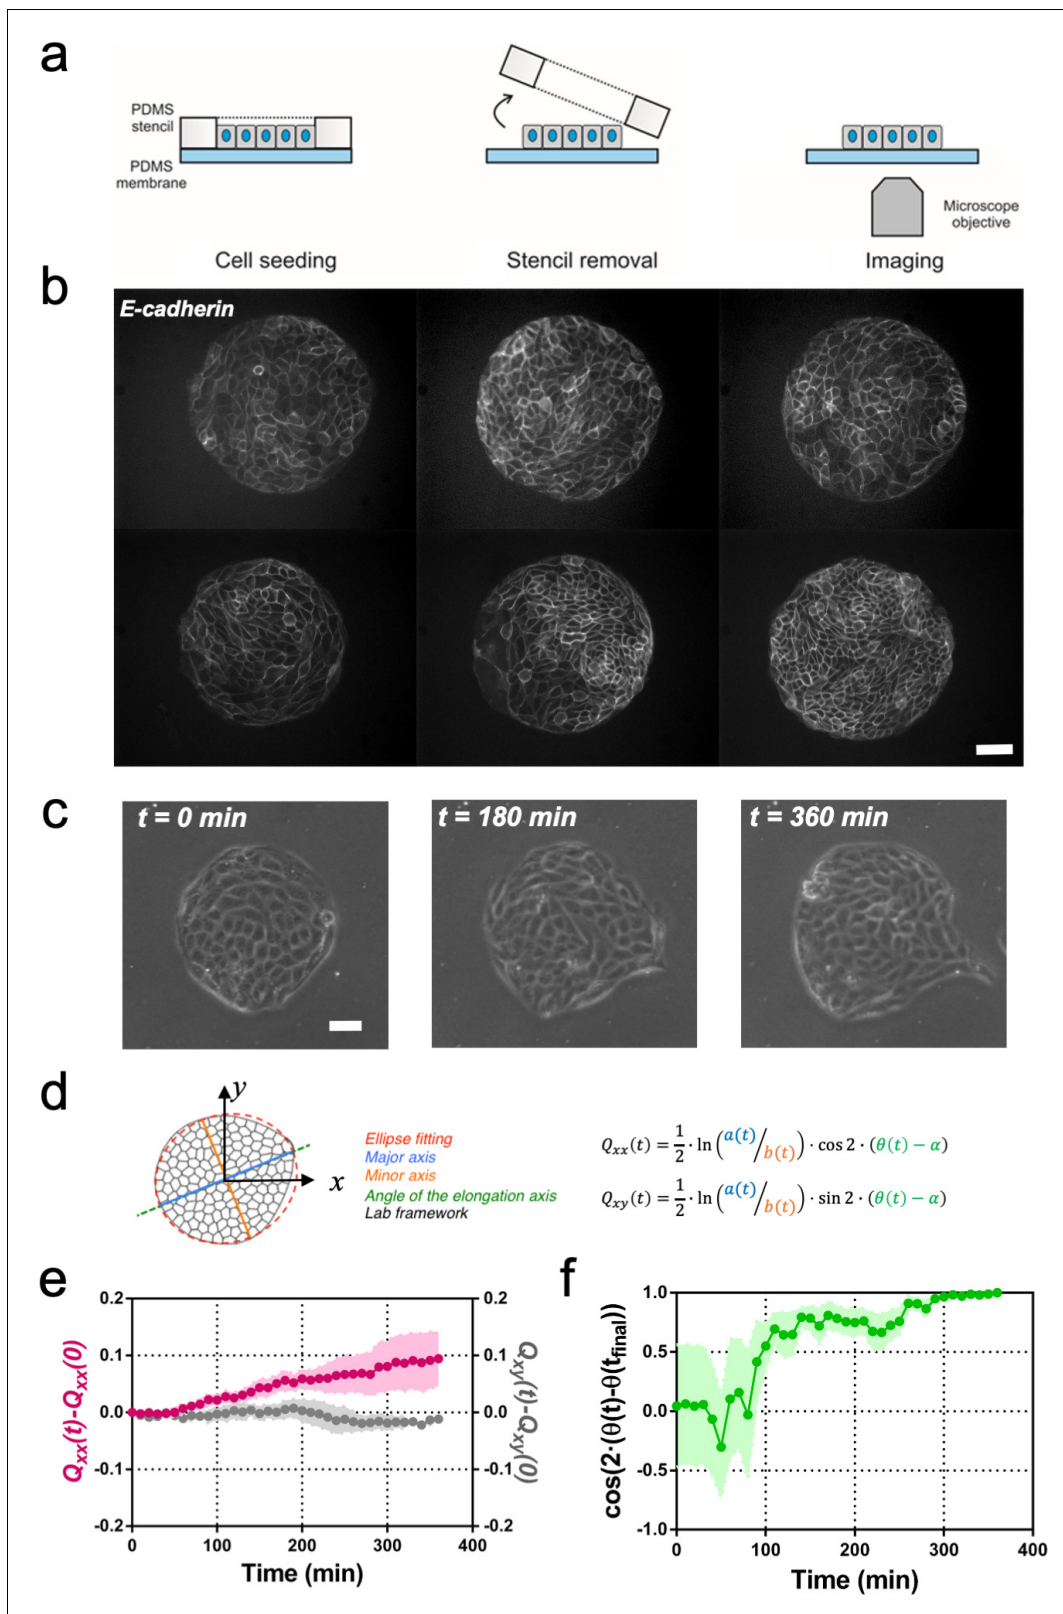 a
PDMS
stencil
PDMS
membrane
Microscope
objective
Cell seeding
Stencil removal
Imaging
b
E-cadherin
c
t = 0 min
t = 180 min
t = 360 min
d
y
x
Ellipse fitting
Major axis
Minor axis
Angle of the elongation axis
Lab framework
Qxx(t) = 1/2 · ln(a(t)/b(t)) · cos 2 · (θ(t) − α)
Qxy(t) = 1/2 · ln(a(t)/b(t)) · sin 2 · (θ(t) − α)
e
0.2
0.1
0.0
-0.1
-0.2
Qxx(t)-Qxx(0)
0.2
0.1
0.0
-0.1
-0.2
Qxy(t)-Qxy(0)
0 100 200 300 400
Time (min)
f
1.0
0.5
0.0
-0.5
-1.0
cos(2·(θ(t)-θ(tfinal))
0 100 200 300 400
Time (min)